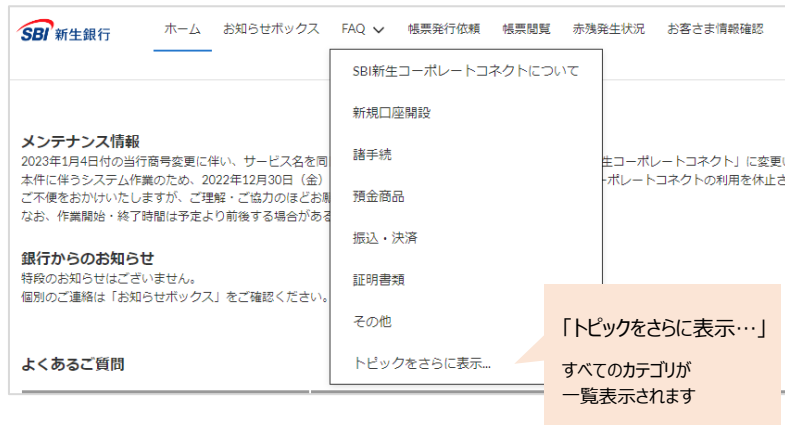 SBI新生銀行
ホーム お知らせボックス FAQ 帳票発行依頼 帳票閲覧 赤残発生状況 お客さま情報確認
SBI新生コーポレートコネクトについて
新規口座開設
諸手続
預金商品
振込・決済
証明書類
その他
トピックをさらに表示...
メンテナンス情報
2023年1月4日付の当行商号変更に伴い、サービス名を同 生コーポレートコネクト」に変更い
本件に伴うシステム作業のため、2022年12月30日（金） ーポレートコネクトの利用を休止さ
ご不便をおかけいたしますが、ご理解・ご協力のほどお願
なお、作業開始・終了時間は予定より前後する場合がある
銀行からのお知らせ
特段のお知らせはございません。
個別のご連絡は「お知らせボックス」をご確認ください。
よくあるご質問
「トピックをさらに表示…」
すべてのカテゴリが
一覧表示されます